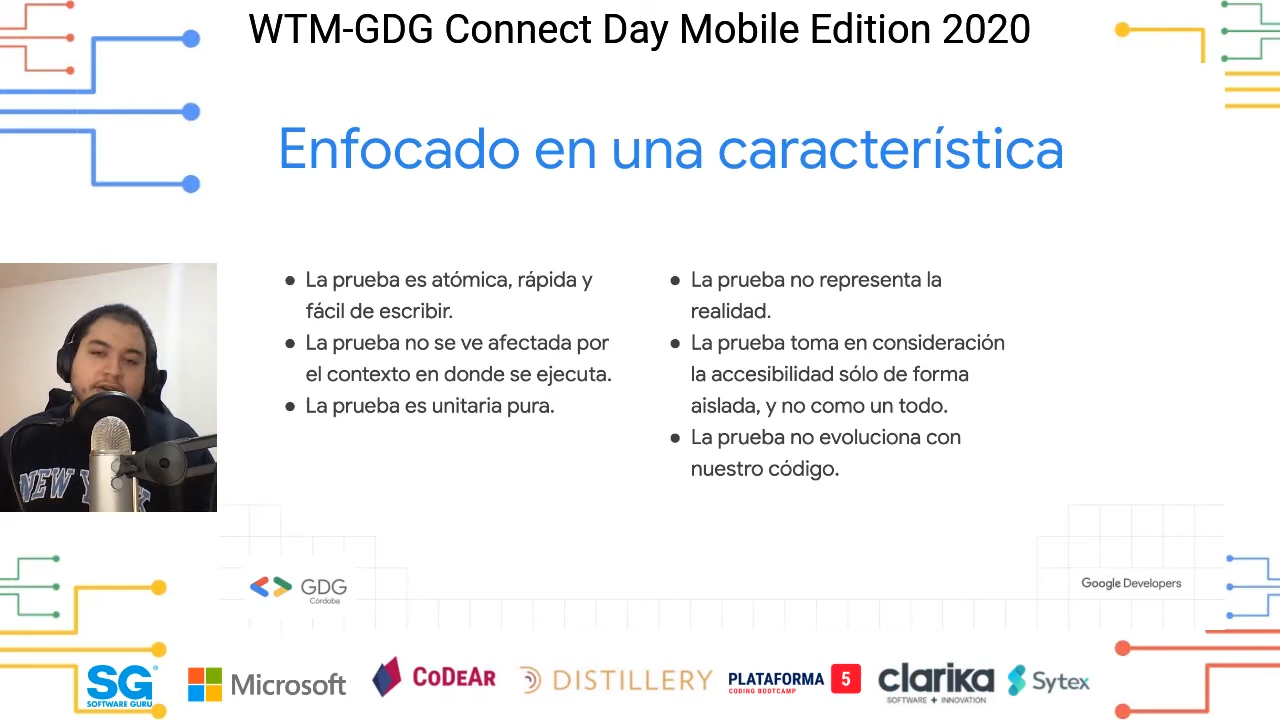 WTM-GDG Connect Day Mobile Edition 2020
Enfocado en una característica
● La prueba es atómica, rápida y
fácil de escribir.
● La prueba no se ve afectada por
el contexto en donde se ejecuta.
● La prueba es unitaria pura.
● La prueba no representa la
realidad.
● La prueba toma en consideración
la accesibilidad sólo de forma
aislada, y no como un todo.
● La prueba no evoluciona con
nuestro código.
NEW
GDG
Córdoba
Google Developers
SG
SOFTWARE GURU
Microsoft
CoDeAr
DISTILLERY
PLATAFORMA 5
CODING BOOTCAMP
clarika
SOFTWARE + INNOVATION
Sytex